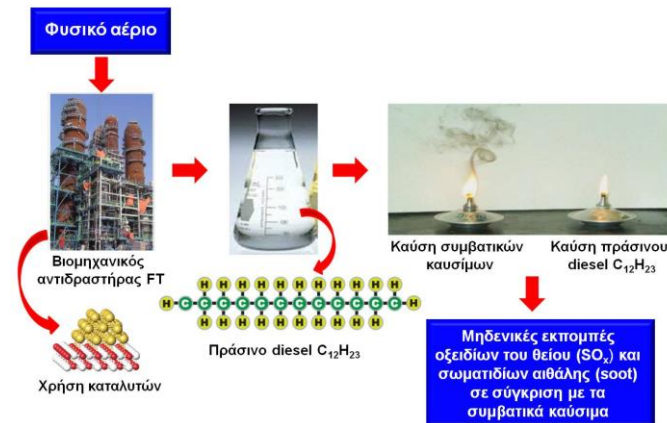 Φυσικό αέριο
Βιομηχανικός
αντιδραστήρας FT
Χρήση καταλυτών
H H H H H H H H H H H
H C C C C C C C C C C C H
H H H H H H H H H H H
Πράσινο diesel C₁₂H₂₃
Καύση συμβατικών
καυσίμων
Καύση πράσινου
diesel C₁₂H₂₃
Μηδενικές εκπομπές
οξειδίων του θείου (SOₓ) και
σωματιδίων αιθάλης (soot)
σε σύγκριση με τα
συμβατικά καύσιμα